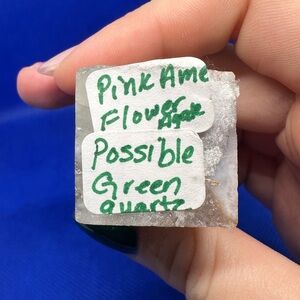 Pink Ame
Flower Agate
Possible
Green
quartz